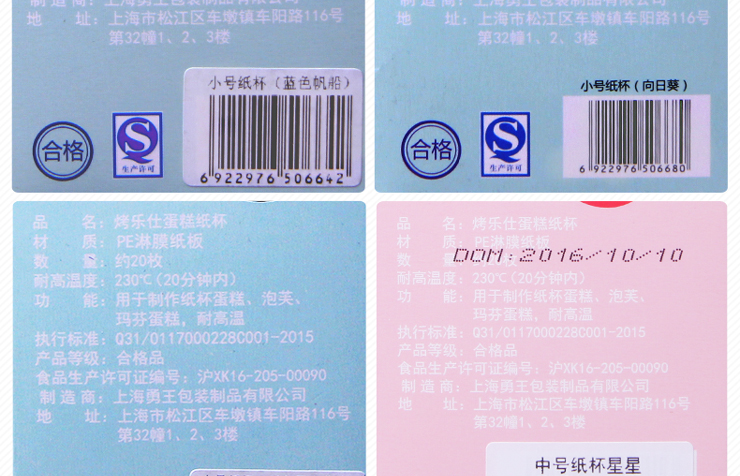 制 造 商：上海勇王包装制品有限公司
地　　址：上海市松江区车墩镇车阳路116号
第32幢1、2、3楼
小号纸杯（蓝色帆船）
合格
S
生产许可
6 922976 506642
制 造 商：上海勇王包装制品有限公司
地　　址：上海市松江区车墩镇车阳路116号
第32幢1、2、3楼
小号纸杯（向日葵）
合格
S
生产许可
6 922976 506680
品　　名：烤乐仕蛋糕纸杯
材　　质：PE淋膜纸板
数　　量：约20枚
耐高温度：230℃（20分钟内）
功　　能：用于制作纸杯蛋糕、泡芙、
玛芬蛋糕，耐高温
执行标准：Q31/0117000228C001-2015
产品等级：合格品
食品生产许可证编号：沪XK16-205-00090
制 造 商：上海勇王包装制品有限公司
地　　址：上海市松江区车墩镇车阳路116号
第32幢1、2、3楼
品　　名：烤乐仕蛋糕纸杯
材　　质：PE淋膜纸板
数
DOM:2016/10/10
耐高温度：230℃（20分钟内）
功　　能：用于制作纸杯蛋糕、泡芙、
玛芬蛋糕，耐高温
执行标准：Q31/0117000228C001-2015
产品等级：合格品
食品生产许可证编号：沪XK16-205-00090
制 造 商：上海勇王包装制品有限公司
地　　址：上海市松江区车墩镇车阳路116号
第32幢1、2、3楼
中号纸杯星星